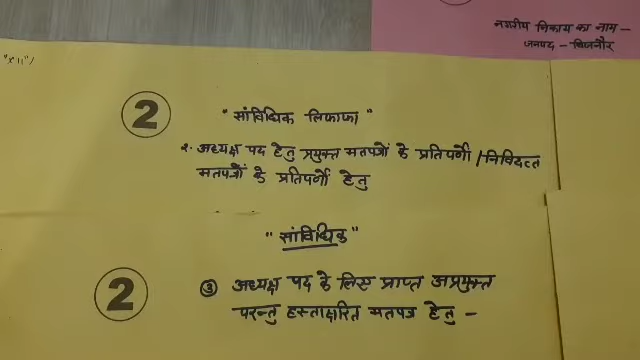 नगरीय निकाय का नाम –
जनपद – बिजनौर
2
"सांविधिक लिफाफा"
२. अध्यक्ष पद हेतु प्रयुक्त मतपत्रों के प्रतिपर्णो / निविदत्त
मतपत्रों के प्रतिपर्णो हेतु
"सांविधिक"
2
③ अध्यक्ष पद के लिए प्राप्त अप्रयुक्त
परन्तु हस्ताक्षरित मतपत्र हेतु –